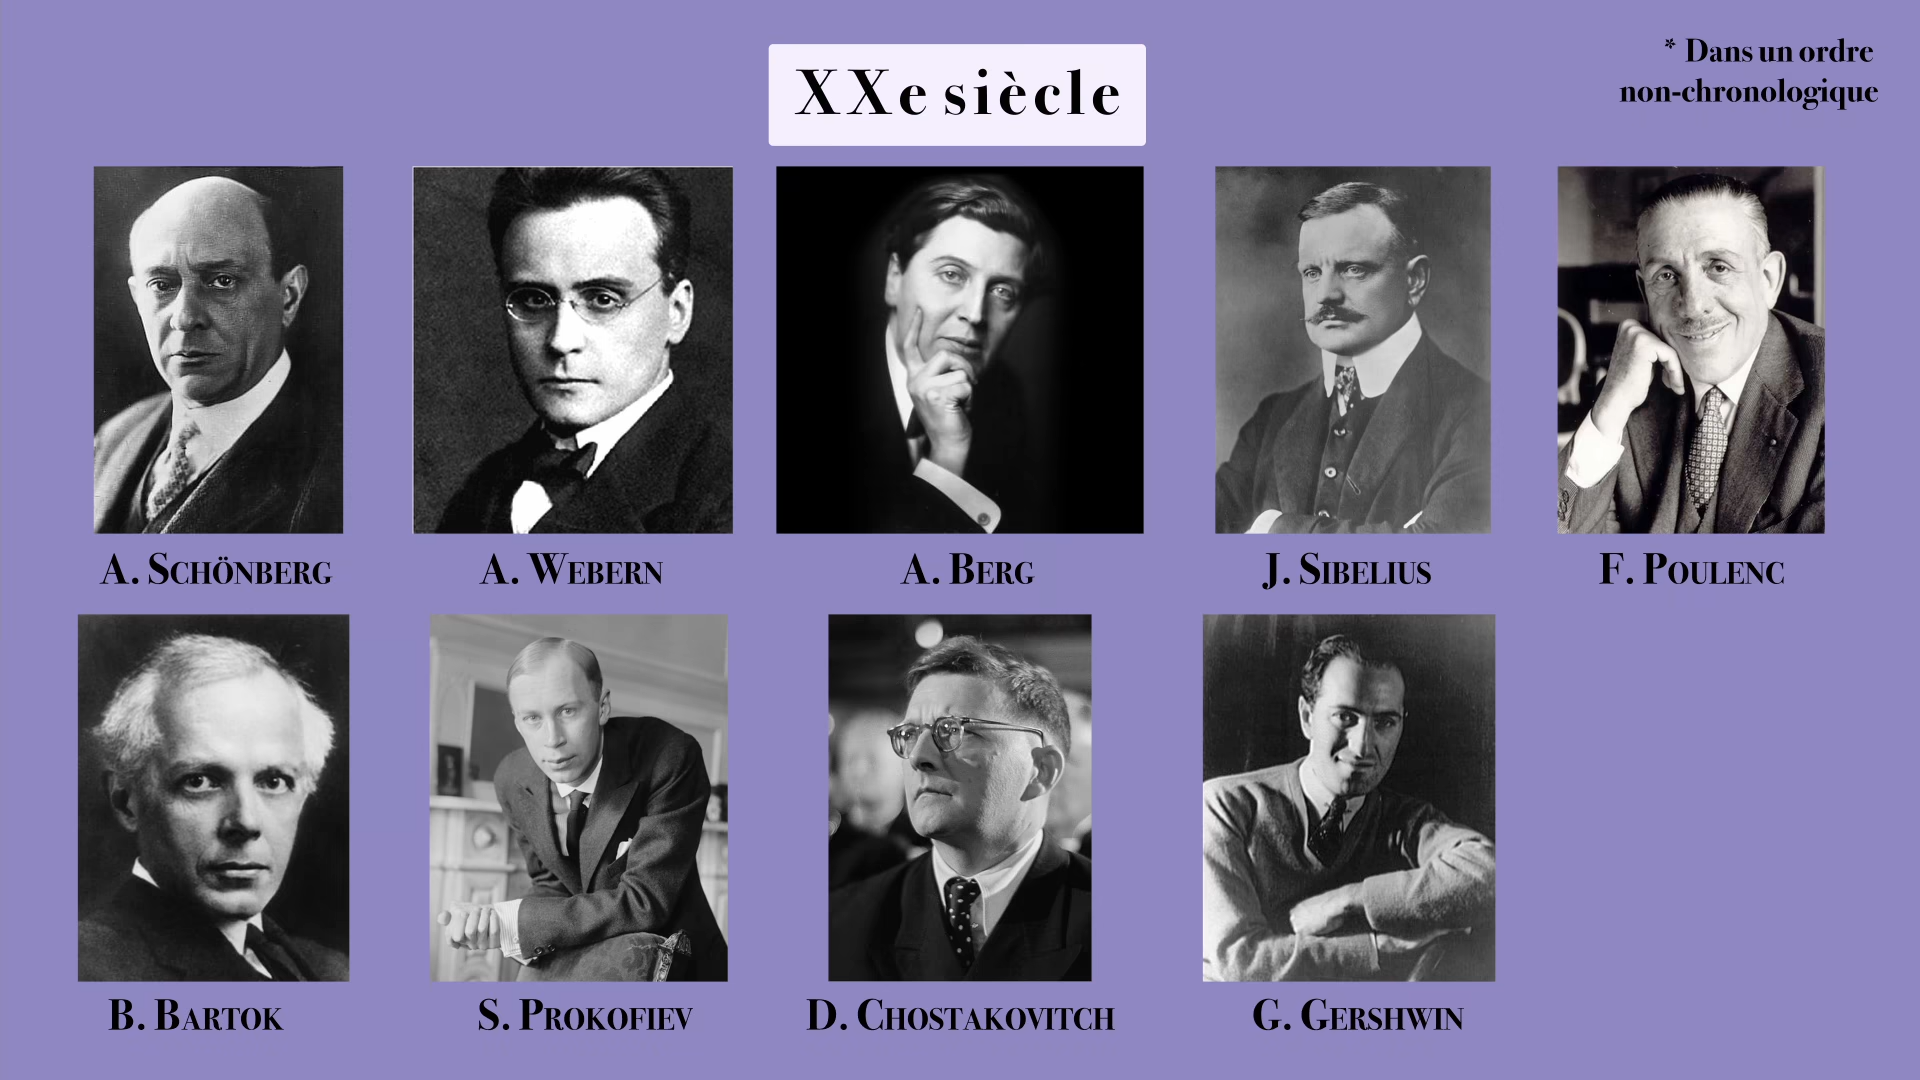 XXe siècle
* Dans un ordre
non-chronologique
A. Schönberg
A. Webern
A. Berg
J. Sibelius
F. Poulenc
B. Bartok
S. Prokofiev
D. Chostakovitch
G. Gershwin